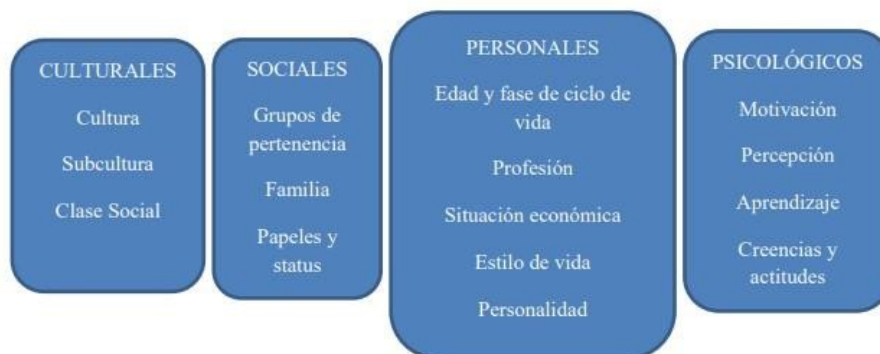 CULTURALES
Cultura
Subcultura
Clase Social
SOCIALES
Grupos de
pertenencia
Familia
Papeles y
status
PERSONALES
Edad y fase de ciclo de
vida
Profesión
Situación económica
Estilo de vida
Personalidad
PSICOLÓGICOS
Motivación
Percepción
Aprendizaje
Creencias y
actitudes